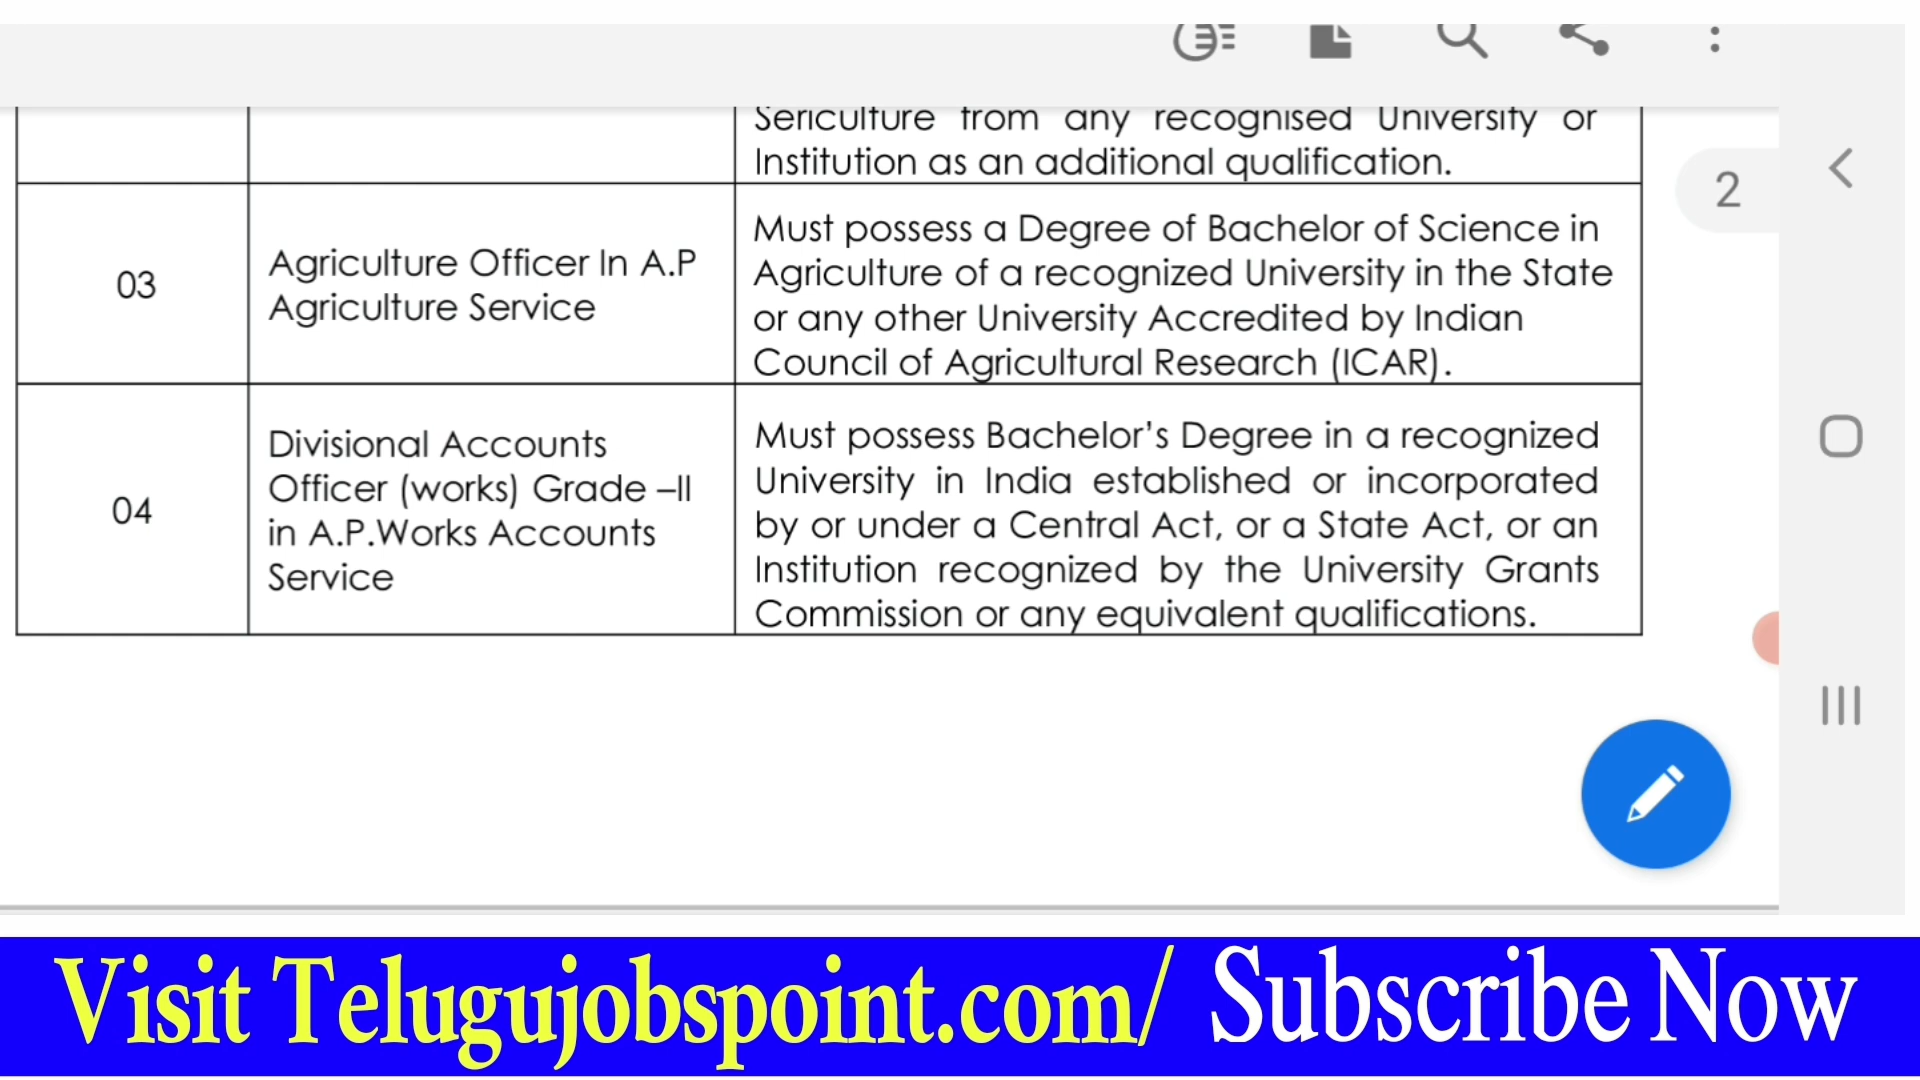 Sericulture from any recognised University or
Institution as an additional qualification.
2
03
Agriculture Officer In A.P
Agriculture Service
Must possess a Degree of Bachelor of Science in
Agriculture of a recognized University in the State
or any other University Accredited by Indian
Council of Agricultural Research (ICAR).
04
Divisional Accounts
Officer (works) Grade –II
in A.P.Works Accounts
Service
Must possess Bachelor’s Degree in a recognized
University in India established or incorporated
by or under a Central Act, or a State Act, or an
Institution recognized by the University Grants
Commission or any equivalent qualifications.
Visit Telugujobspoint.com/ Subscribe Now